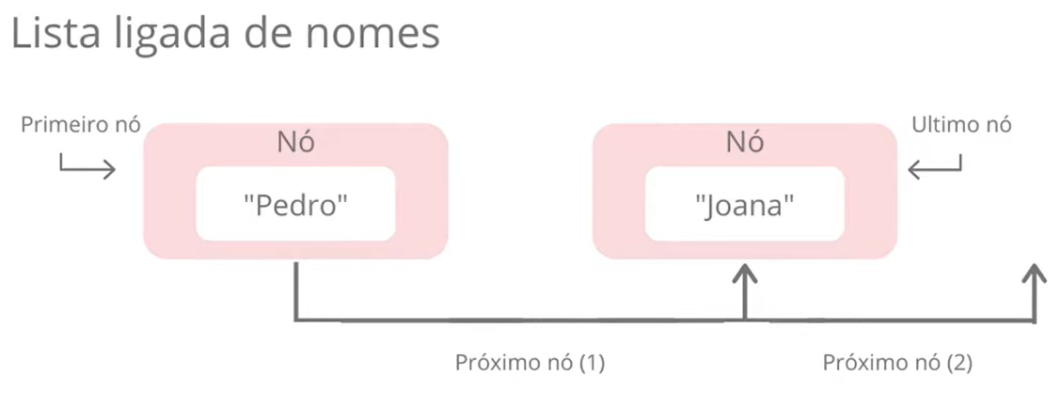 Lista ligada de nomes
Primeiro nó
Nó
"Pedro"
Nó
"Joana"
Ultimo nó
Próximo nó (1)
Próximo nó (2)